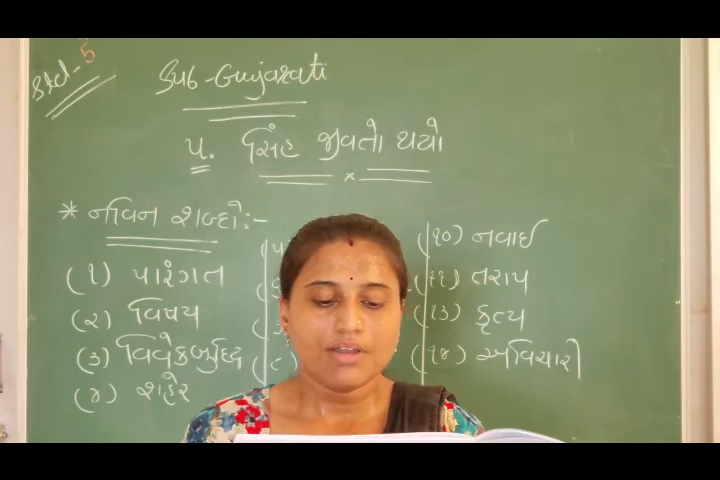 Std-5
Sub-Gujarati
૫. સિંહ જીવતો થયો
* નવિન શબ્દો:-
(૧) પારંગત
(૨) વિષય
(૩) વિવેકબુધ્ધિ
(૪) શહેર
(૧૦) નવાઈ
(૧૧) તરાપ
(૧૩) કૃત્ય
(૧૪) અવિચારી